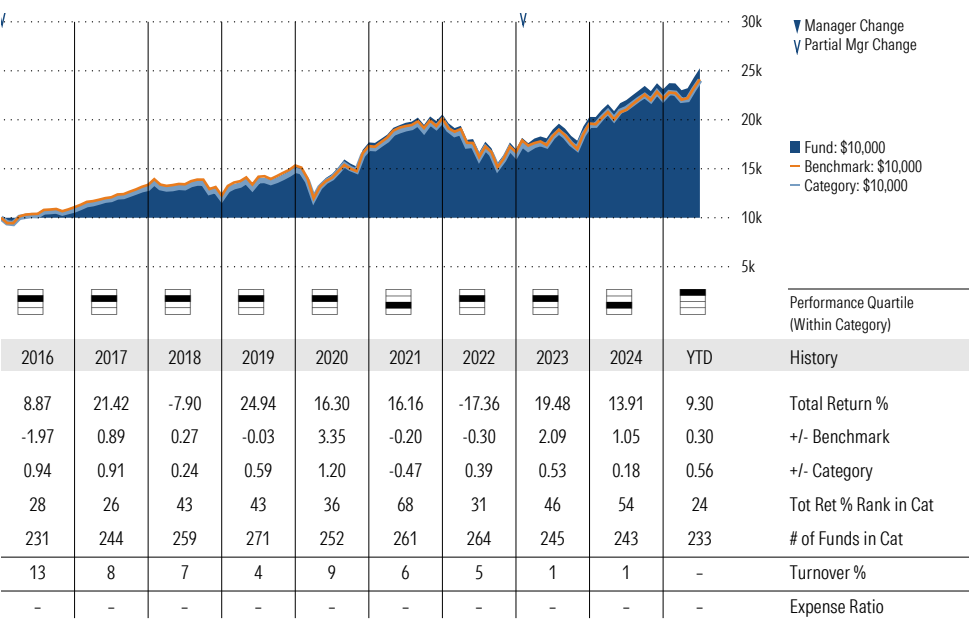 30k
25k
20k
15k
10k
5k
▼ Manager Change
V Partial Mgr Change
Fund: $10,000
Benchmark: $10,000
Category: $10,000
Performance Quartile
(Within Category)
2016 2017 2018 2019 2020 2021 2022 2023 2024 YTD History
8.87 21.42 -7.90 24.94 16.30 16.16 -17.36 19.48 13.91 9.30 Total Return %
-1.97 0.89 0.27 -0.03 3.35 -0.20 -0.30 2.09 1.05 0.30 +/- Benchmark
0.94 0.91 0.24 0.59 1.20 -0.47 0.39 0.53 0.18 0.56 +/- Category
28 26 43 43 36 68 31 46 54 24 Tot Ret % Rank in Cat
231 244 259 271 252 261 264 245 243 233 # of Funds in Cat
13 8 7 4 9 6 5 1 1 – Turnover %
– – – – – – – – – – Expense Ratio